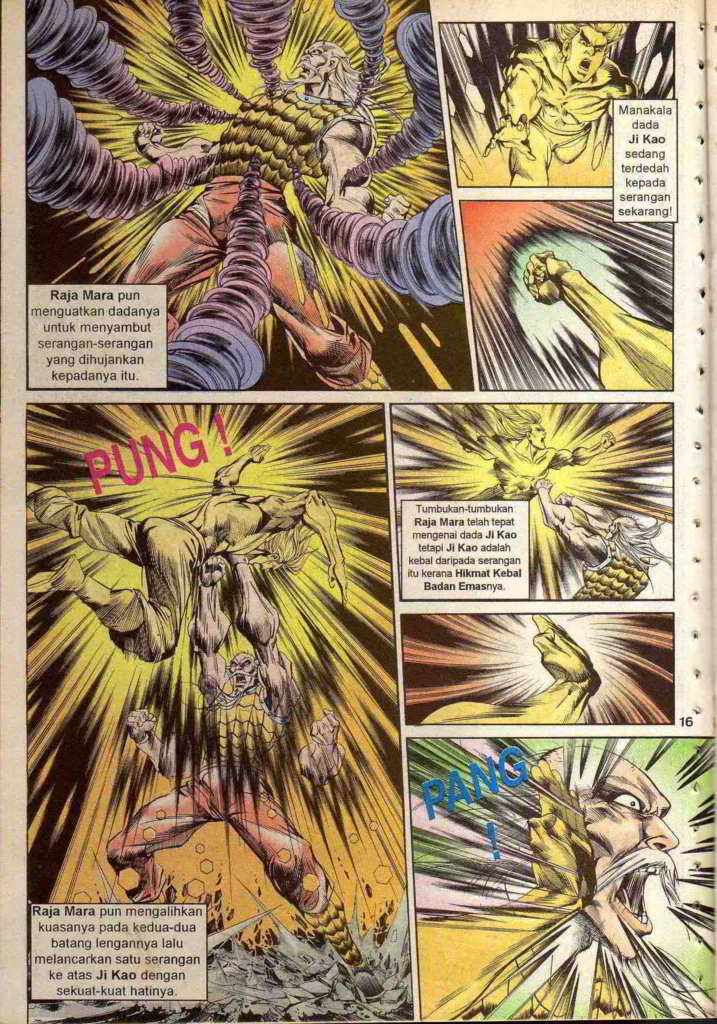 Raja Mara pun
menguatkan dadanya
untuk menyambut
serangan-serangan
yang dihujankan
kepadanya itu.
Manakala
dada
Ji Kao
sedang
terdedah
kepada
serangan
sekarang!
PUNG !
Raja Mara pun mengalihkan
kuasanya pada kedua-dua
batang lengannya lalu
melancarkan satu serangan
ke atas Ji Kao dengan
sekuat-kuat hatinya.
Tumbukan-tumbukan
Raja Mara telah tepat
mengenai dada Ji Kao
tetapi Ji Kao adalah
kebal daripada serangan
itu kerana Hikmat Kebal
Badan Emasnya.
16
PANG
!